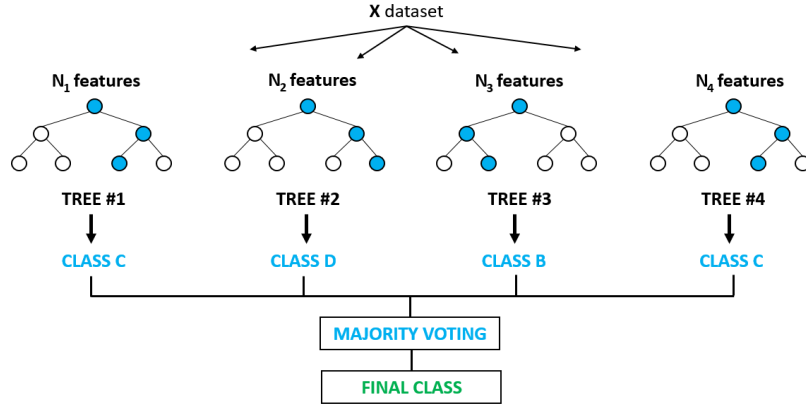 X dataset
N₁ features
N₂ features
N₃ features
N₄ features
TREE #1
TREE #2
TREE #3
TREE #4
CLASS C
CLASS D
CLASS B
CLASS C
MAJORITY VOTING
FINAL CLASS